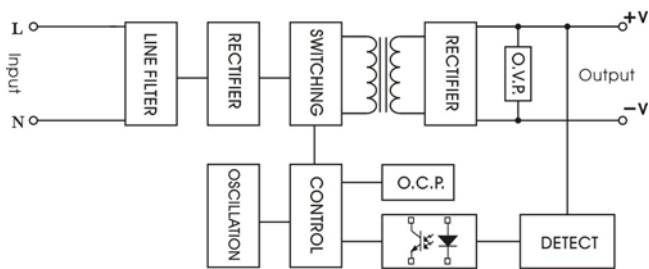 L
Input
N
LINE FILTER
RECTIFIER
SWITCHING
RECTIFIER
O.V.P.
+V
Output
-V
OSCILLATION
CONTROL
O.C.P.
DETECT